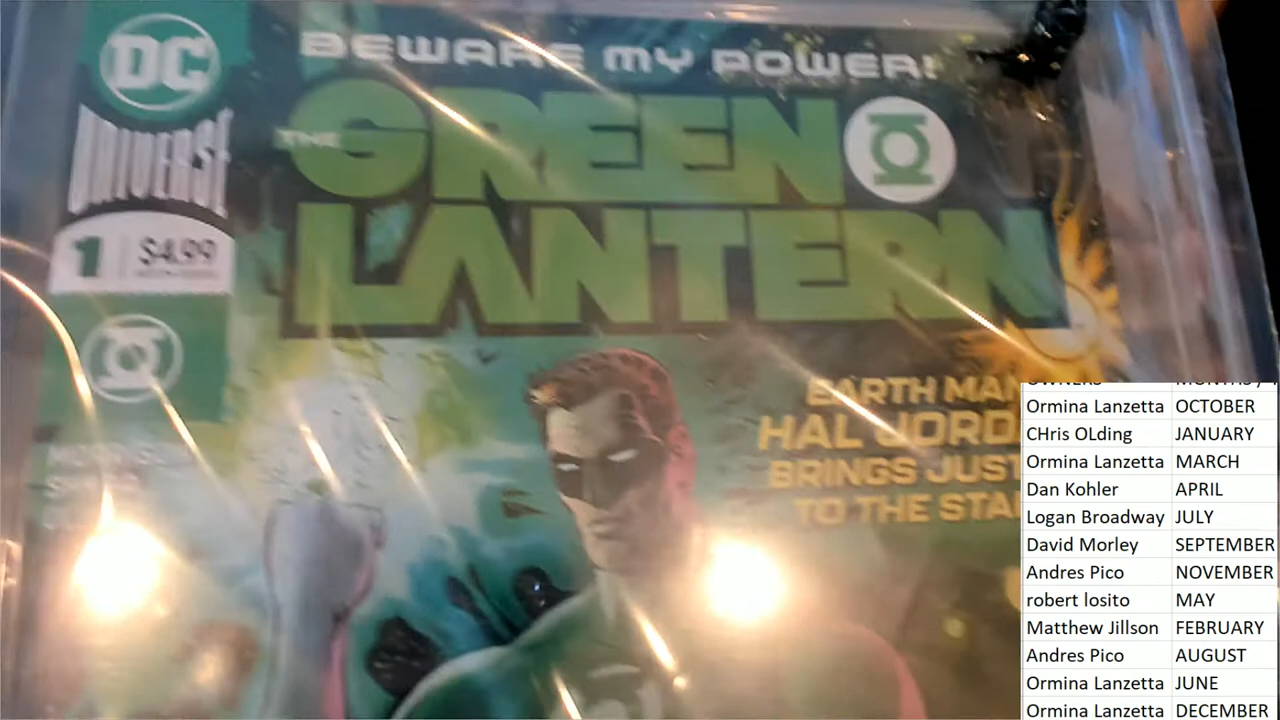 DC
UNIVERSE
1 $4.99
BEWARE MY POWER!
THE GREEN
LANTERN
EARTH MAN
HAL JORDA
BRINGS JUST
TO THE STA
Ormina Lanzetta OCTOBER
CHris OLding JANUARY
Ormina Lanzetta MARCH
Dan Kohler APRIL
Logan Broadway JULY
David Morley SEPTEMBER
Andres Pico NOVEMBER
robert losito MAY
Matthew Jillson FEBRUARY
Andres Pico AUGUST
Ormina Lanzetta JUNE
Ormina Lanzetta DECEMBER